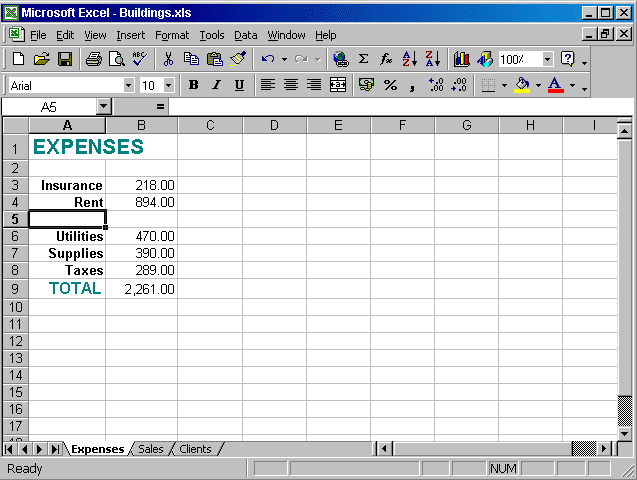 Microsoft Excel - Buildings.xls
File Edit View Insert Format Tools Data Window Help
Σ fx A Z Z A 100% ?
Arial 10 B I U % , A
A5 =
A B C D E F G H I
1 EXPENSES
2
3 Insurance 218.00
4 Rent 894.00
5
6 Utilities 470.00
7 Supplies 390.00
8 Taxes 289.00
9 TOTAL 2,261.00
10
11
12
13
14
15
16
17
Expenses Sales Clients
Ready NUM